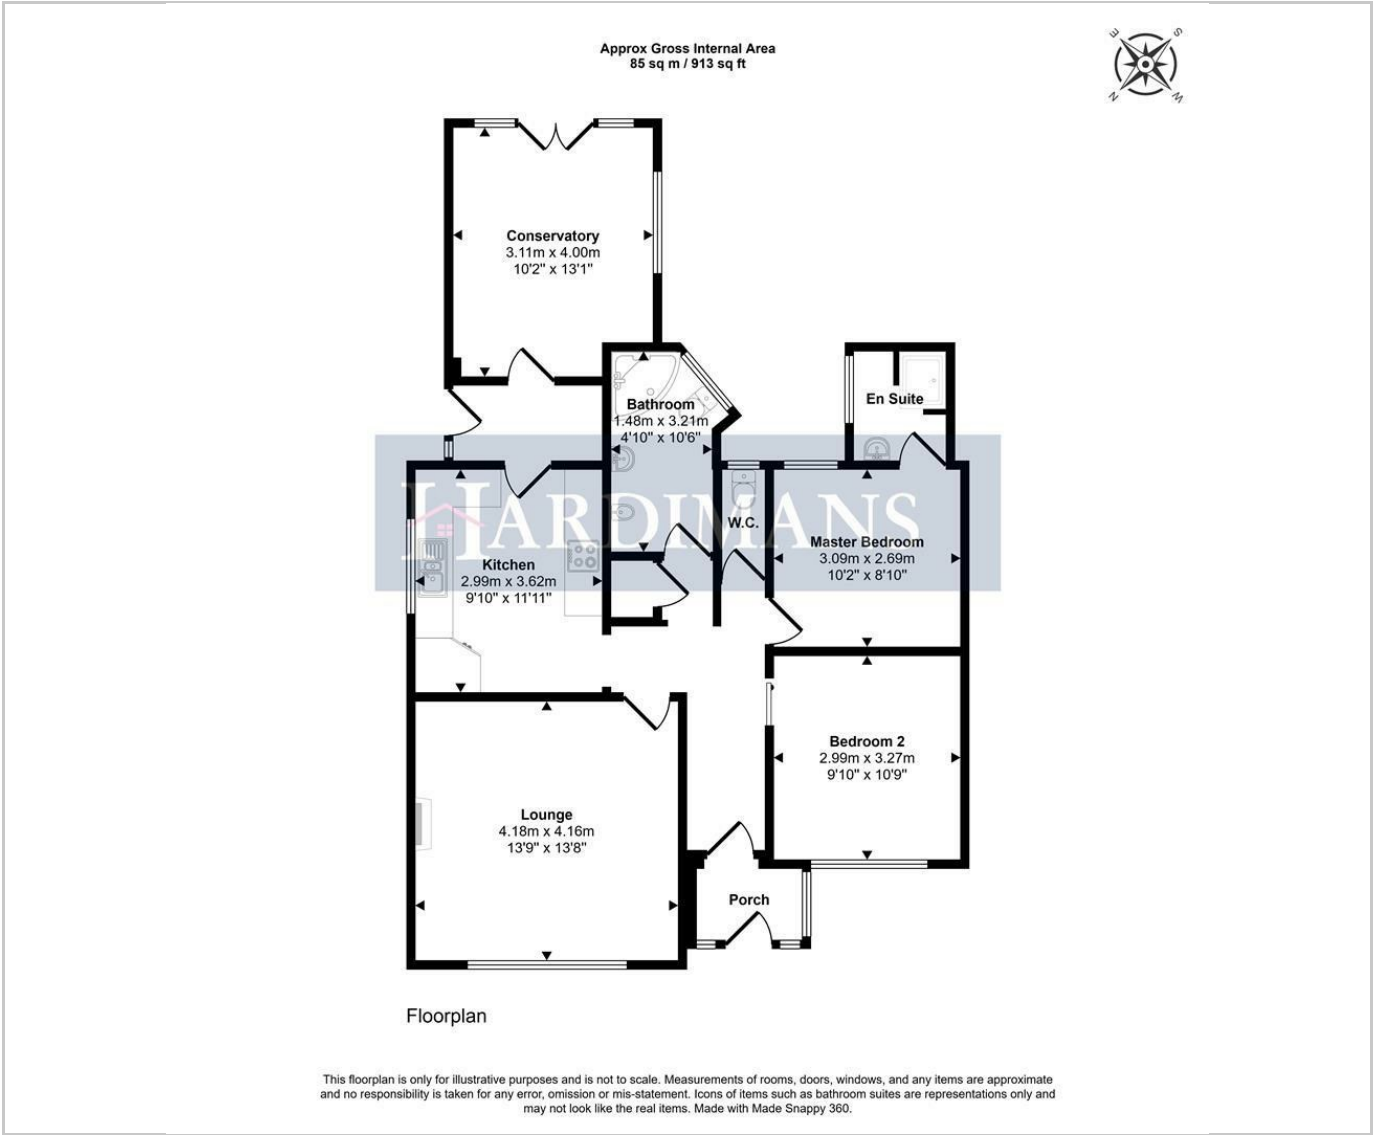 Approx Gross Internal Area
85 sq m / 913 sq ft
E
S
N
W
Conservatory
3.11m x 4.00m
10'2" x 13'1"
Bathroom
1.48m x 3.21m
4'10" x 10'6"
En Suite
HARDIMANS
W.C.
Master Bedroom
3.09m x 2.69m
10'2" x 8'10"
Kitchen
2.99m x 3.62m
9'10" x 11'11"
Bedroom 2
2.99m x 3.27m
9'10" x 10'9"
Lounge
4.18m x 4.16m
13'9" x 13'8"
Porch
Floorplan
This floorplan is only for illustrative purposes and is not to scale. Measurements of rooms, doors, windows, and any items are approximate
and no responsibility is taken for any error, omission or mis-statement. Icons of items such as bathroom suites are representations only and
may not look like the real items. Made with Made Snappy 360.